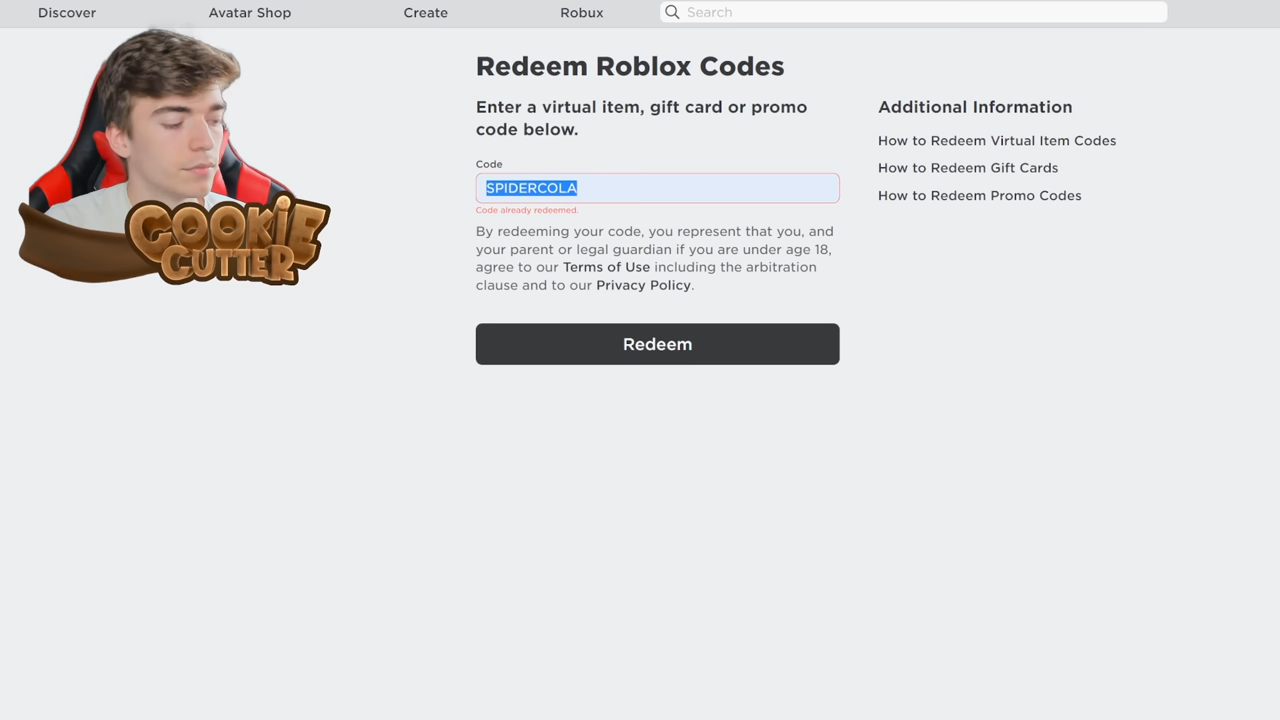 Discover Avatar Shop Create Robux Search
Redeem Roblox Codes
Enter a virtual item, gift card or promo
code below.
Code
SPIDERCOLA
Code already redeemed.
By redeeming your code, you represent that you, and
your parent or legal guardian if you are under age 18,
agree to our Terms of Use including the arbitration
clause and to our Privacy Policy.
Redeem
Additional Information
How to Redeem Virtual Item Codes
How to Redeem Gift Cards
How to Redeem Promo Codes
COOKIE
CUTTER